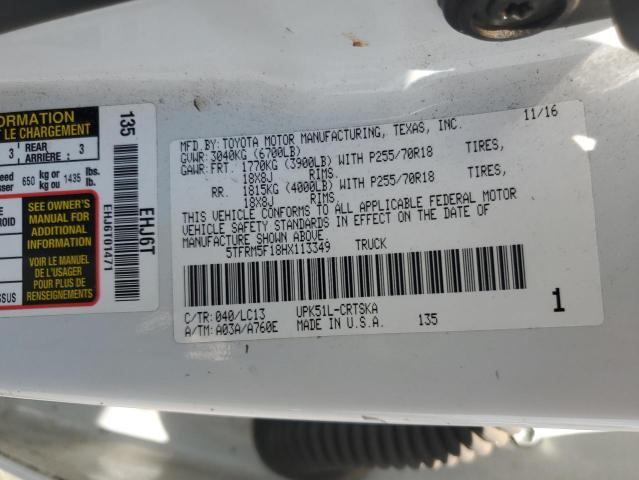 ORMATION
LE CHARGEMENT
3 REAR ARRIÈRE : 3
650 kg or kg ou 1435 lbs. lb.
SEE OWNER'S
MANUAL FOR
ADDITIONAL
INFORMATION
VOIR LE MANUEL
DE L'USAGER
POUR PLUS DE
RENSEIGNEMENTS
135
EHJ6T01471
EHJ6T
MFD.BY: TOYOTA MOTOR MANUFACTURING, TEXAS, INC. 11/16
GVWR: 3040KG (6700LB)
GAWR: FRT. 1770KG (3900LB) WITH P255/70R18 TIRES,
18X8J RIMS.
RR. 1815KG (4000LB) WITH P255/70R18 TIRES,
18X8J RIMS.
THIS VEHICLE CONFORMS TO ALL APPLICABLE FEDERAL MOTOR
VEHICLE SAFETY STANDARDS IN EFFECT ON THE DATE OF
MANUFACTURE SHOWN ABOVE
5TFRM5F18HX113349 TRUCK
C/TR: 040/LC13 UPK51L-CRTSKA
A/TM: A03A/A760E MADE IN U.S.A. 135
1